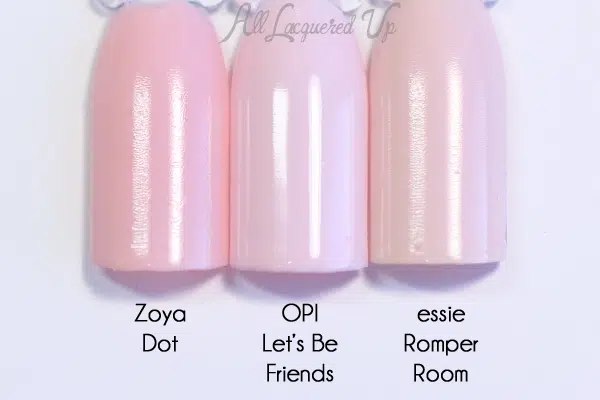 All Lacquered Up
Zoya
Dot
OPI
Let's Be
Friends
essie
Romper
Room